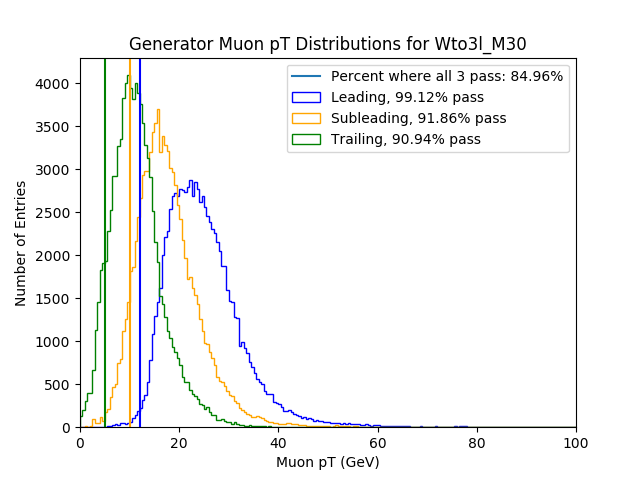 Generator Muon pT Distributions for Wto3l_M30
Percent where all 3 pass: 84.96%
Leading, 99.12% pass
Subleading, 91.86% pass
Trailing, 90.94% pass
Number of Entries
4000
3500
3000
2500
2000
1500
1000
500
0
0 20 40 60 80 100
Muon pT (GeV)